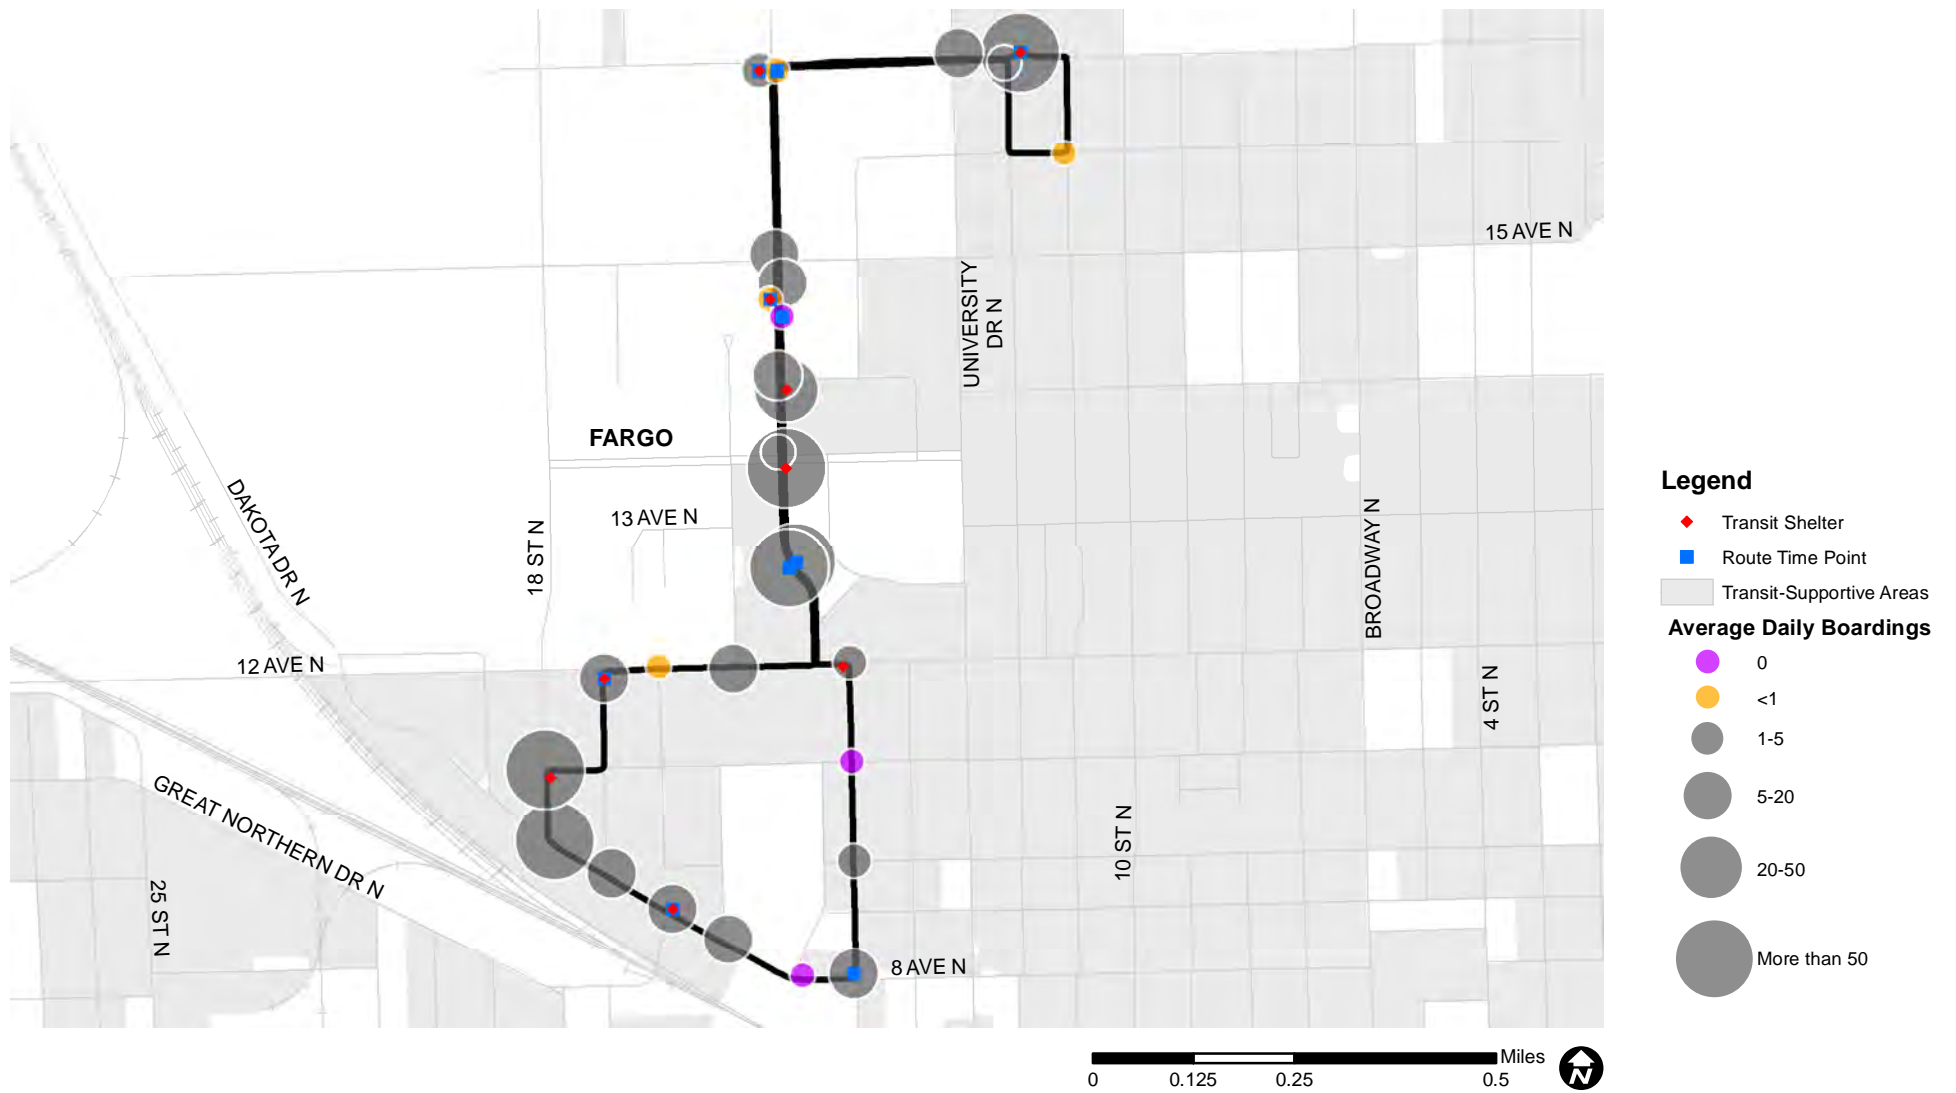 15 AVE N
UNIVERSITY
DR N
FARGO
DAKOTA DR N
13 AVE N
18 ST N
BROADWAY N
12 AVE N
4 ST N
GREAT NORTHERN DR N
10 ST N
25 ST N
8 AVE N
Legend
Transit Shelter
Route Time Point
Transit-Supportive Areas
Average Daily Boardings
0
<1
1-5
5-20
20-50
More than 50
Miles
0 0.125 0.25 0.5
N